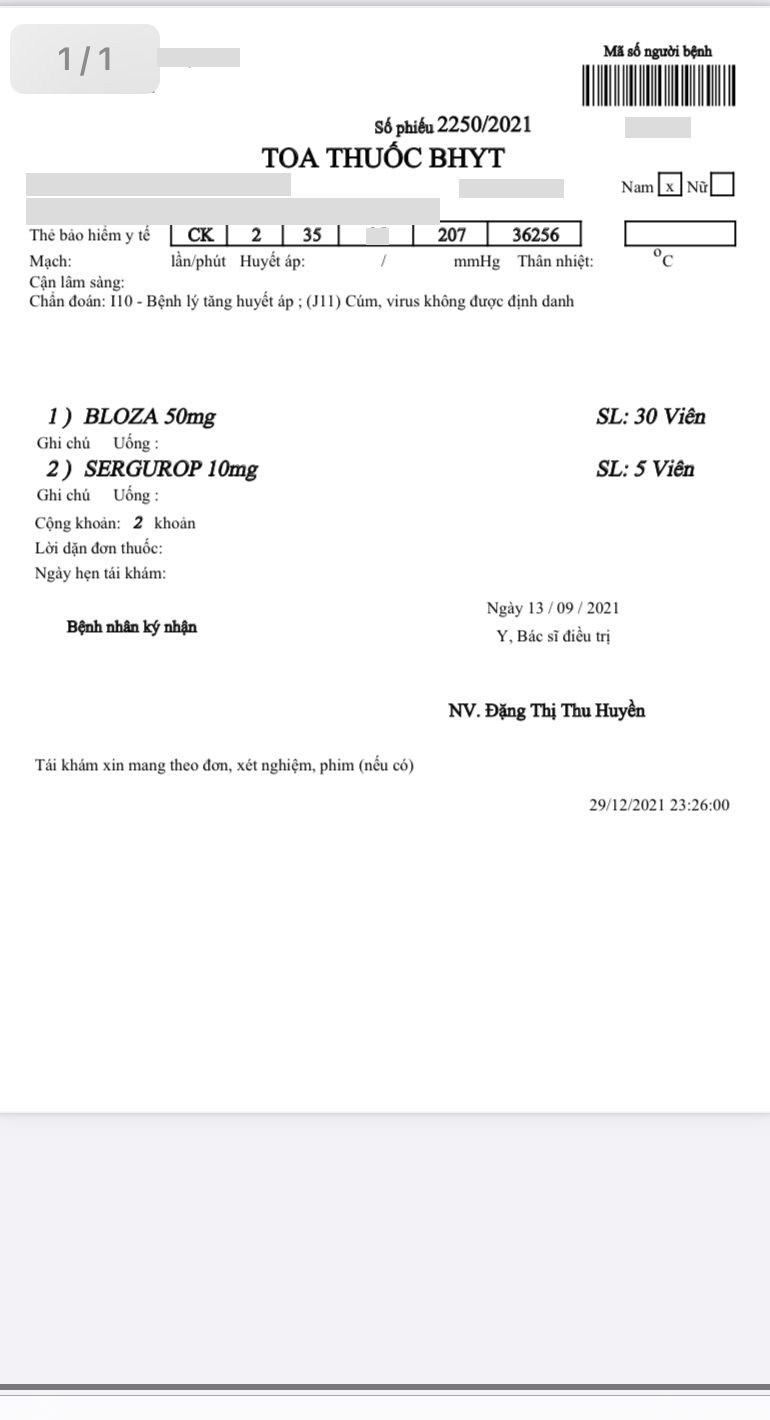 1/1
Mã số người bệnh
Số phiếu 2250/2021
TOA THUỐC BHYT
Nam x Nữ
Thẻ bảo hiểm y tế CK 2 35 207 36256
Mạch: lần/phút Huyết áp: / mmHg Thân nhiệt: °C
Cận lâm sàng:
Chẩn đoán: I10 - Bệnh lý tăng huyết áp ; (J11) Cúm, virus không được định danh
1 ) BLOZA 50mg SL: 30 Viên
Ghi chú Uống :
2 ) SERGUROP 10mg SL: 5 Viên
Ghi chú Uống :
Cộng khoản: 2 khoản
Lời dặn đơn thuốc:
Ngày hẹn tái khám:
Ngày 13 / 09 / 2021
Bệnh nhân ký nhận
Y, Bác sĩ điều trị
NV. Đặng Thị Thu Huyền
Tái khám xin mang theo đơn, xét nghiệm, phim (nếu có)
29/12/2021 23:26:00